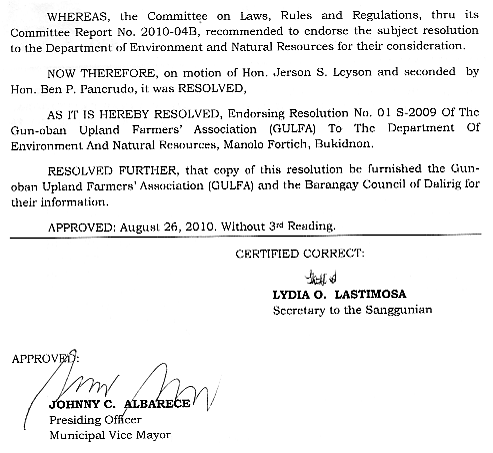 WHEREAS, the Committee on Laws, Rules and Regulations, thru its
Committee Report No. 2010-04B, recommended to endorse the subject resolution
to the Department of Environment and Natural Resources for their consideration.
NOW THEREFORE, on motion of Hon. Jerson S. Leyson and seconded by
Hon. Ben P. Pancrudo, it was RESOLVED,
AS IT IS HEREBY RESOLVED, Endorsing Resolution No. 01 S-2009 Of The
Gun-oban Upland Farmers' Association (GULFA) To The Department Of
Environment And Natural Resources, Manolo Fortich, Bukidnon.
RESOLVED FURTHER, that copy of this resolution be furnished the Gun-
oban Upland Farmers' Association (GULFA) and the Barangay Council of Dalirig for
their information.
APPROVED: August 26, 2010. Without 3rd Reading.
CERTIFIED CORRECT:
LYDIA O. LASTIMOSA
Secretary to the Sanggunian
APPROVED:
JOHNNY C. ALBARECE
Presiding Officer
Municipal Vice Mayor